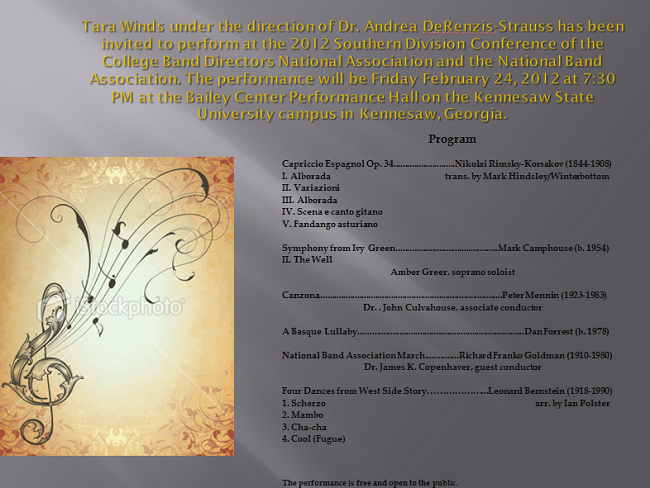 Tara Winds under the direction of Dr. Andrea DeRenzis-Strauss has been
invited to perform at the 2012 Southern Division Conference of the
College Band Directors National Association and the National Band
Association. The performance will be Friday February 24, 2012 at 7:30
PM at the Bailey Center Performance Hall on the Kennesaw State
University campus in Kennesaw, Georgia.
Program
Capriccio Espagnol Op. 34........................Nikolai Rimsky-Korsakov (1844-1908)
I. Alborada trans. by Mark Hindsley/Winterbottom
II. Variazioni
III. Alborada
IV. Scena e canto gitano
V. Fandango asturiano
Symphony from Ivy Green..........................................Mark Camphouse (b. 1954)
II. The Well
Amber Greer, soprano soloist
Canzona..........................................................................Peter Mennin (1923-1983)
Dr. . John Culvahouse, associate conductor
A Basque Lullaby...................................................................Dan Forrest (b. 1978)
National Band Association March..............Richard Franko Goldman (1910-1980)
Dr. James K. Copenhaver, guest conductor
Four Dances from West Side Story…………………..Leonard Bernstein (1918-1990)
1. Scherzo arr. by Ian Polster
2. Mambo
3. Cha-cha
4. Cool (Fugue)
iStockphoto
The performance is free and open to the public.